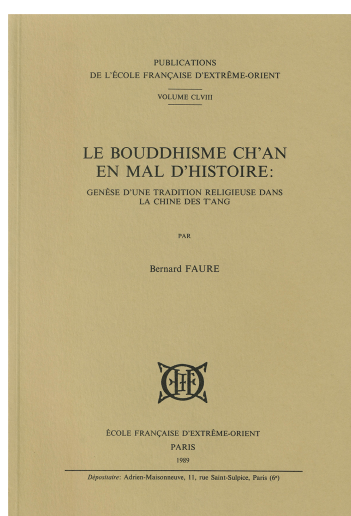 PUBLICATIONS
DE L'ÉCOLE FRANÇAISE D'EXTRÊME-ORIENT
VOLUME CLVIII
LE BOUDDHISME CH'AN
EN MAL D'HISTOIRE:
GENÈSE D'UNE TRADITION RELIGIEUSE DANS
LA CHINE DES T'ANG
PAR
Bernard FAURE
ÉCOLE FRANÇAISE D'EXTRÊME-ORIENT
PARIS
1989
Dépositaire: Adrien-Maisonneuve, 11, rue Saint-Sulpice, Paris (6e)